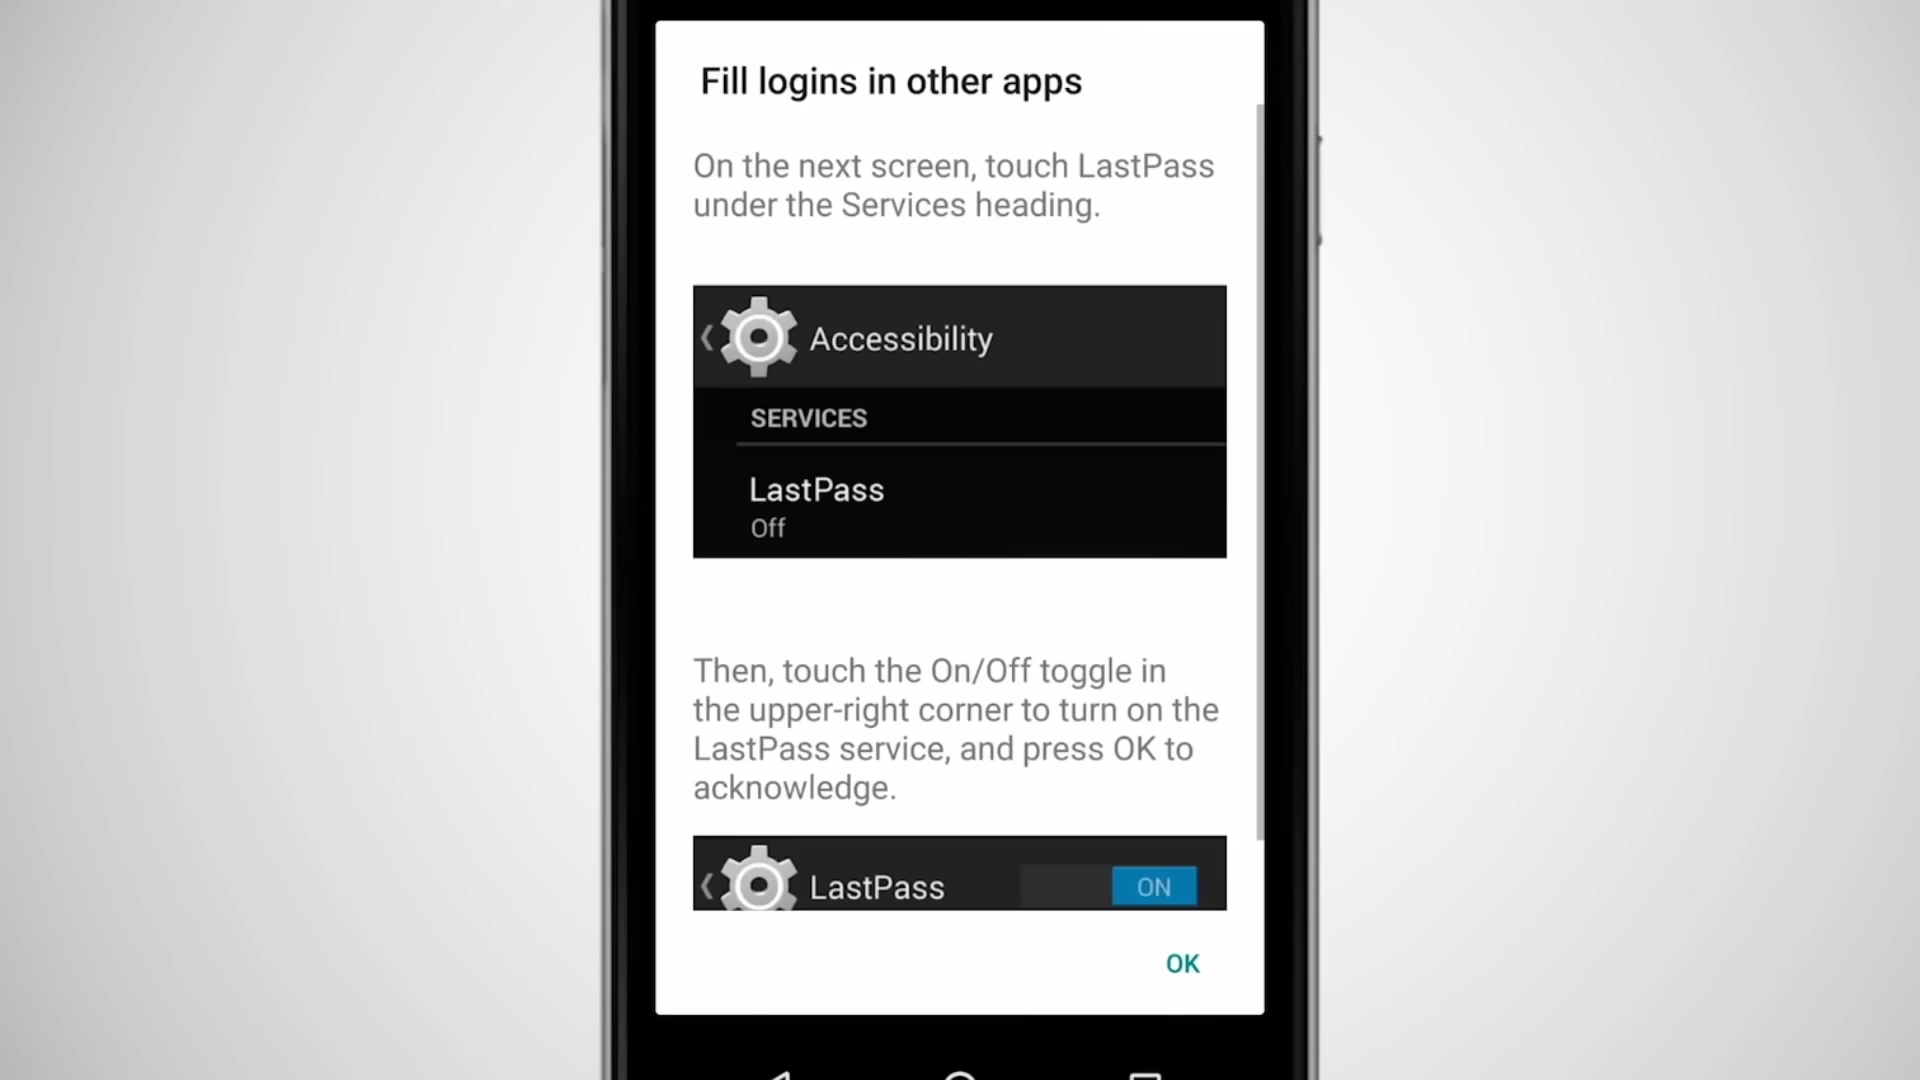 Fill logins in other apps
On the next screen, touch LastPass
under the Services heading.
Accessibility
SERVICES
LastPass
Off
Then, touch the On/Off toggle in
the upper-right corner to turn on the
LastPass service, and press OK to
acknowledge.
LastPass ON
OK